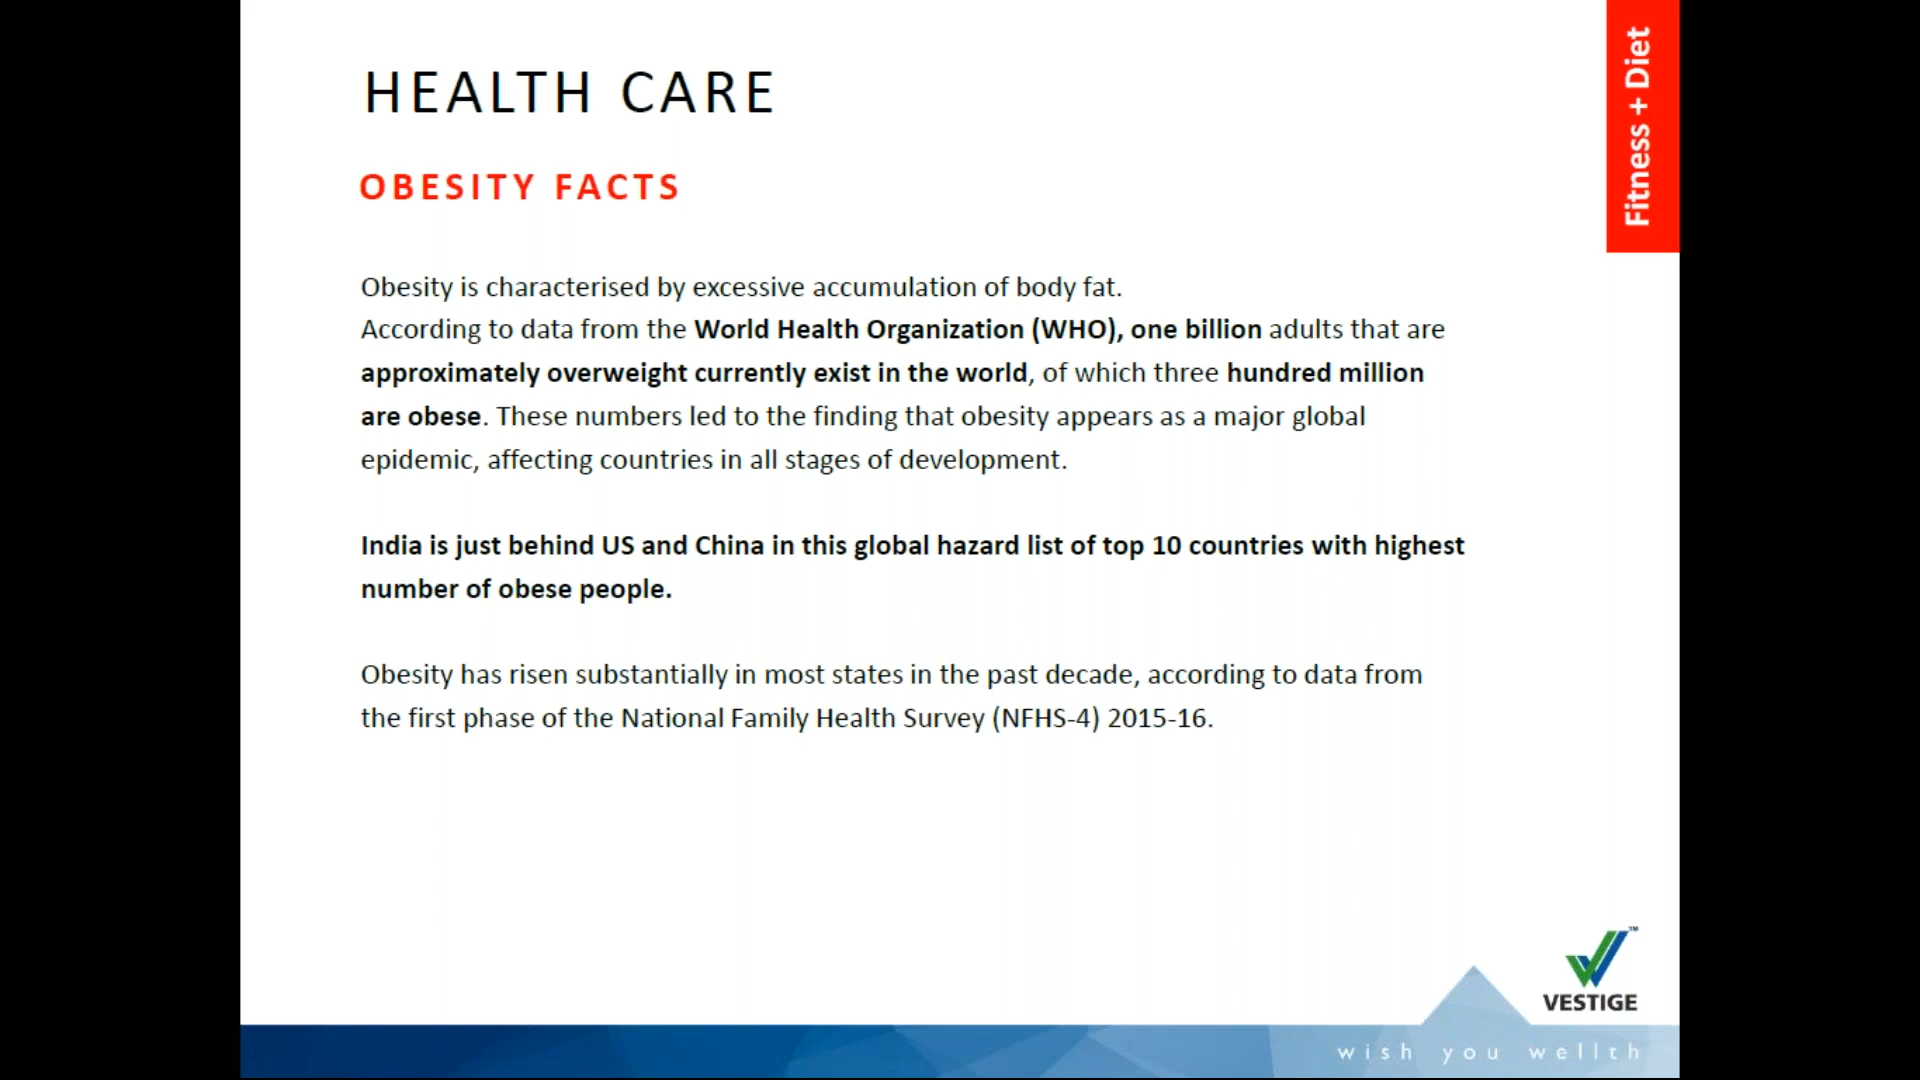 HEALTH CARE
Fitness + Diet
OBESITY FACTS
Obesity is characterised by excessive accumulation of body fat.
According to data from the World Health Organization (WHO), one billion adults that are
approximately overweight currently exist in the world, of which three hundred million
are obese. These numbers led to the finding that obesity appears as a major global
epidemic, affecting countries in all stages of development.
India is just behind US and China in this global hazard list of top 10 countries with highest
number of obese people.
Obesity has risen substantially in most states in the past decade, according to data from
the first phase of the National Family Health Survey (NFHS-4) 2015-16.
TM
VESTIGE
wish you wellth